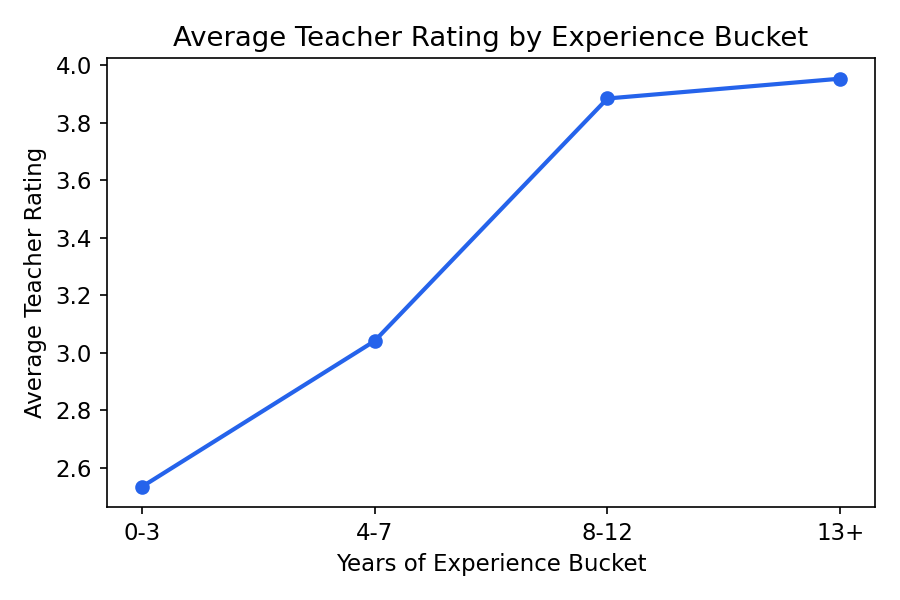 Average Teacher Rating by Experience Bucket
Average Teacher Rating
4.0
3.8
3.6
3.4
3.2
3.0
2.8
2.6
0-3 4-7 8-12 13+
Years of Experience Bucket